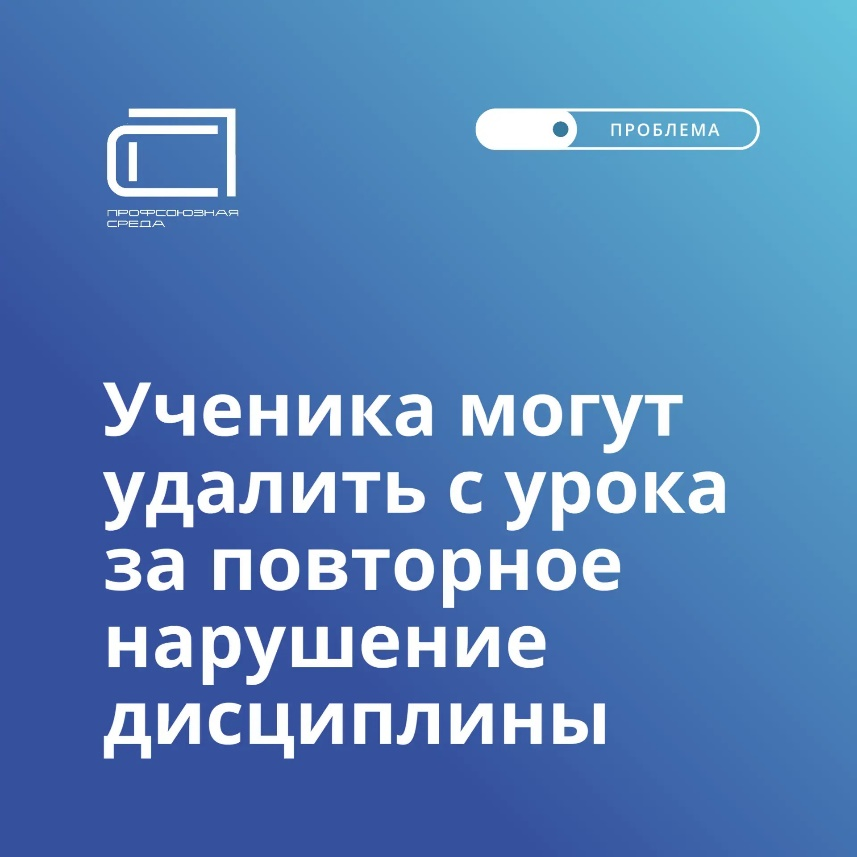 ПРОФСОЮЗНАЯ
СРЕДА
ПРОБЛЕМА
Ученика могут
удалить с урока
за повторное
нарушение
дисциплины